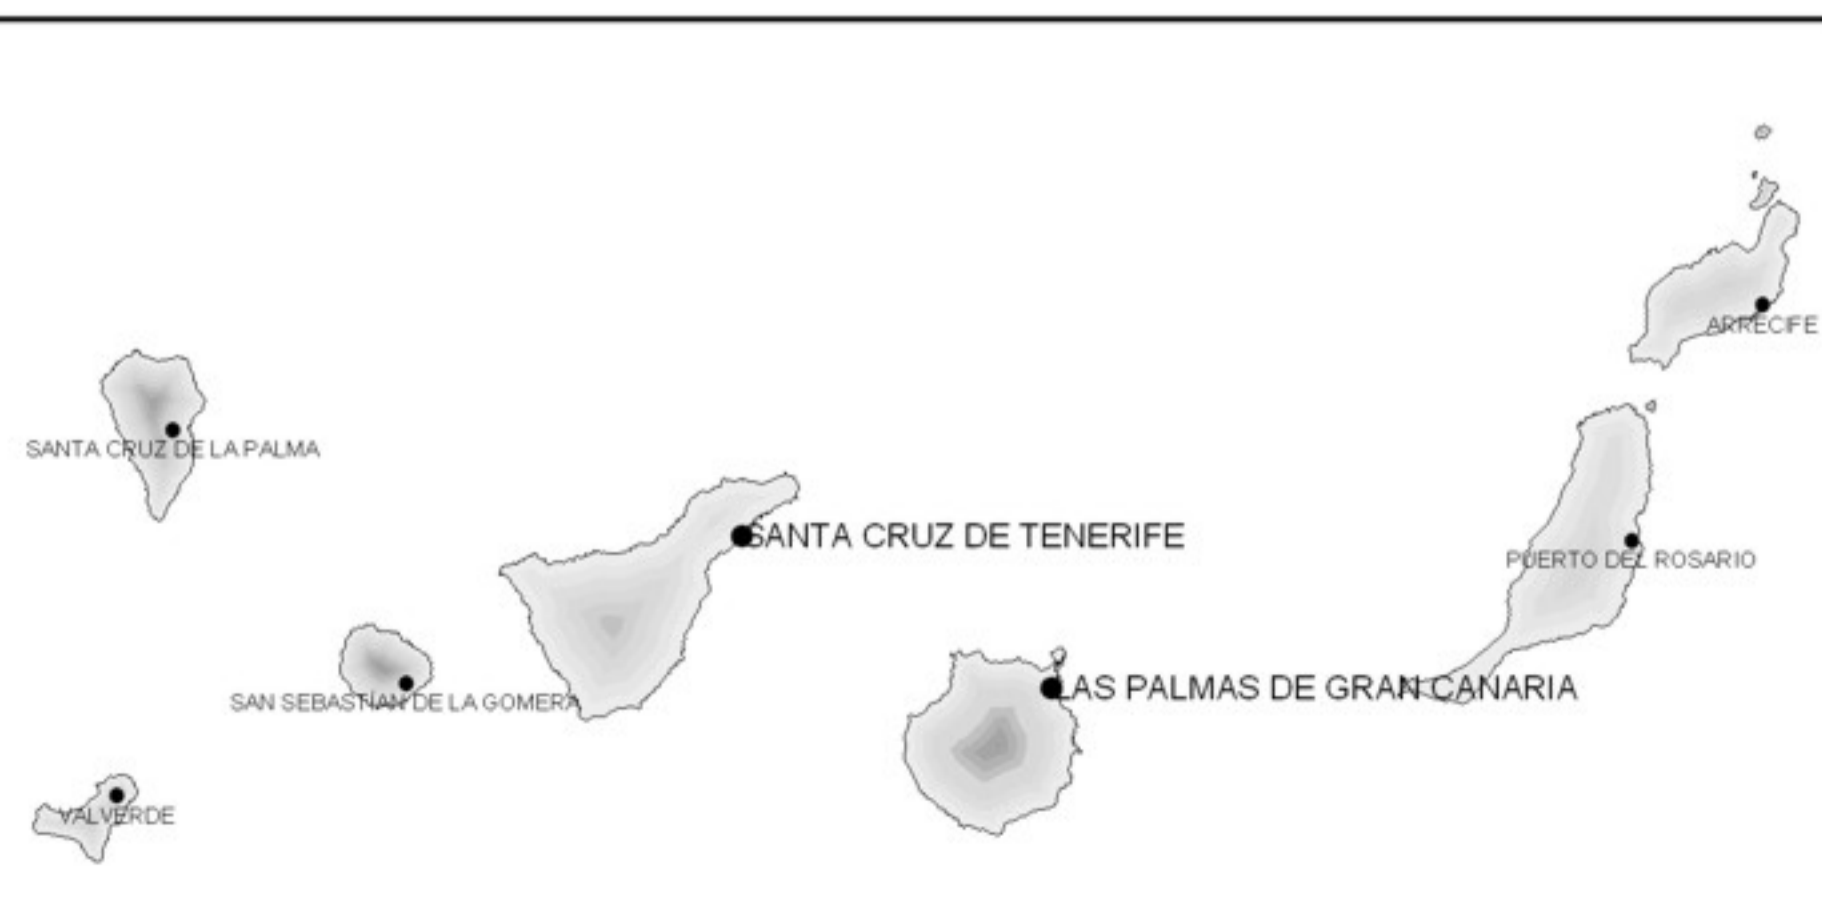 ARRECIFE
SANTA CRUZ DE LA PALMA
SANTA CRUZ DE TENERIFE
PUERTO DEL ROSARIO
LAS PALMAS DE GRAN CANARIA
SAN SEBASTÍAN DE LA GOMERA
VALVERDE